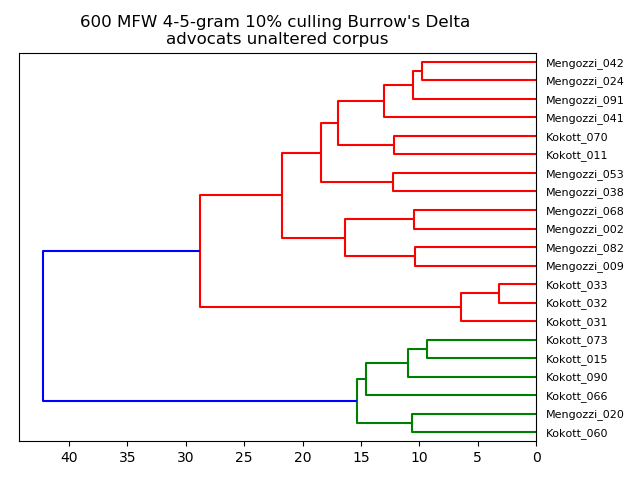 600 MFW 4-5-gram 10% culling Burrow's Delta
advocats unaltered corpus
Mengozzi_042
Mengozzi_024
Mengozzi_091
Mengozzi_041
Kokott_070
Kokott_011
Mengozzi_053
Mengozzi_038
Mengozzi_068
Mengozzi_002
Mengozzi_082
Mengozzi_009
Kokott_033
Kokott_032
Kokott_031
Kokott_073
Kokott_015
Kokott_090
Kokott_066
Mengozzi_020
Kokott_060
40 35 30 25 20 15 10 5 0